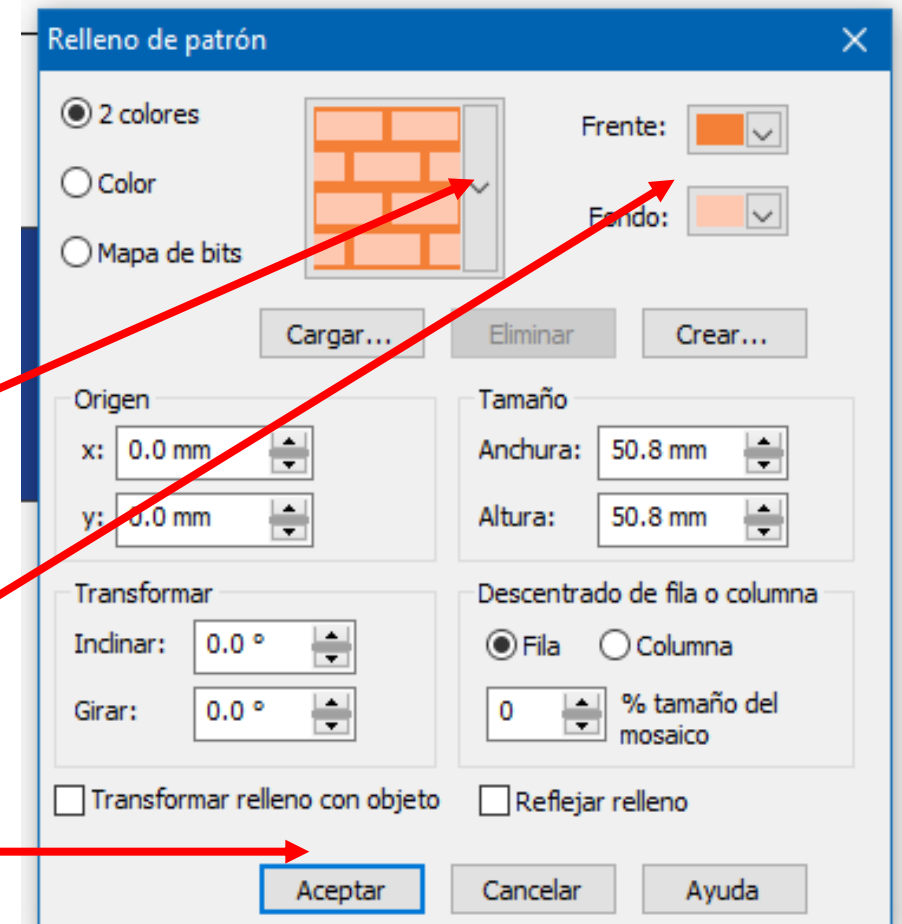 Relleno de patrón
2 colores
Frente:
Color
Fondo:
Mapa de bits
Cargar... Eliminar Crear...
Origen Tamaño
x: 0.0 mm Anchura: 50.8 mm
y: 0.0 mm Altura: 50.8 mm
Transformar Descentrado de fila o columna
Inclinar: 0.0 ° Fila Columna
Girar: 0.0 ° 0 % tamaño del
mosaico
Transformar relleno con objeto Reflejar relleno
Aceptar Cancelar Ayuda